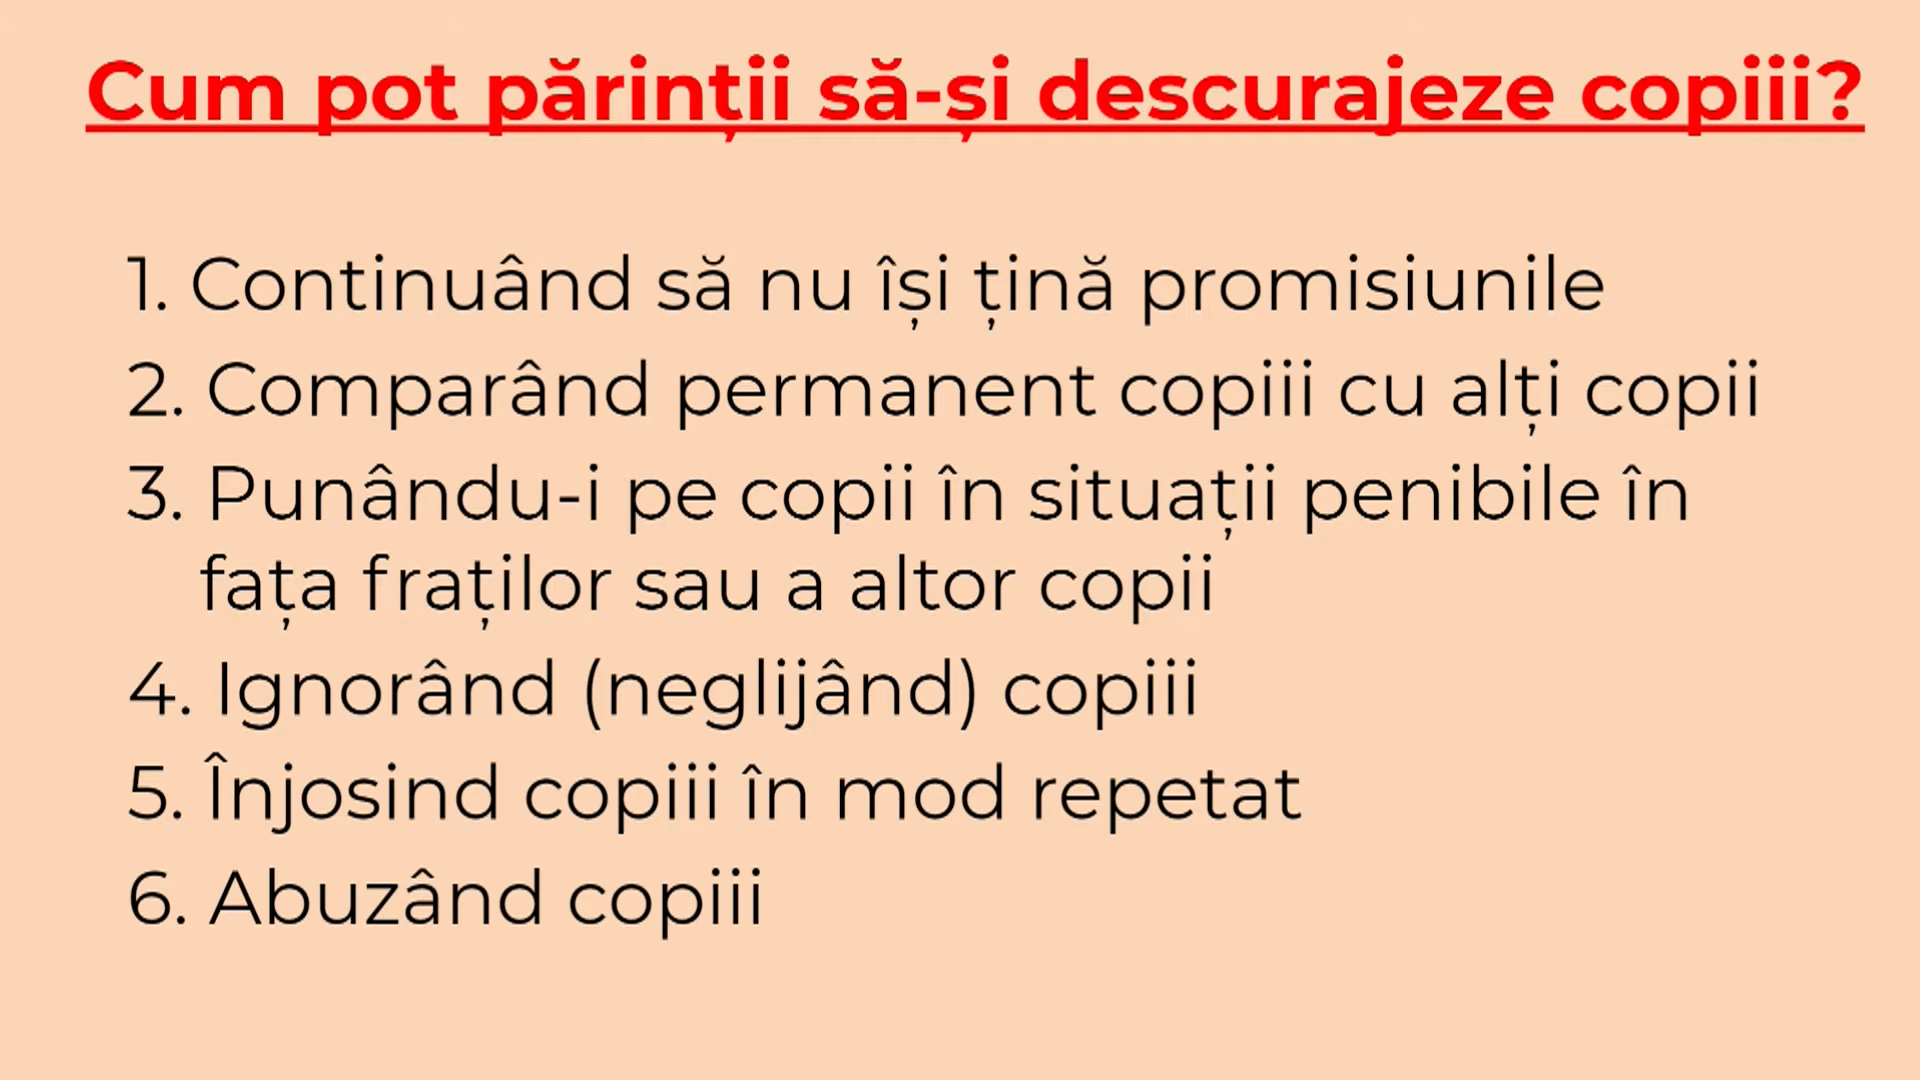 Cum pot părinții să-și descurajeze copiii?
1. Continuând să nu își țină promisiunile
2. Comparând permanent copiii cu alți copii
3. Punându-i pe copii în situații penibile în
fața fraților sau a altor copii
4. Ignorând (neglijând) copiii
5. Înjosind copiii în mod repetat
6. Abuzând copiii